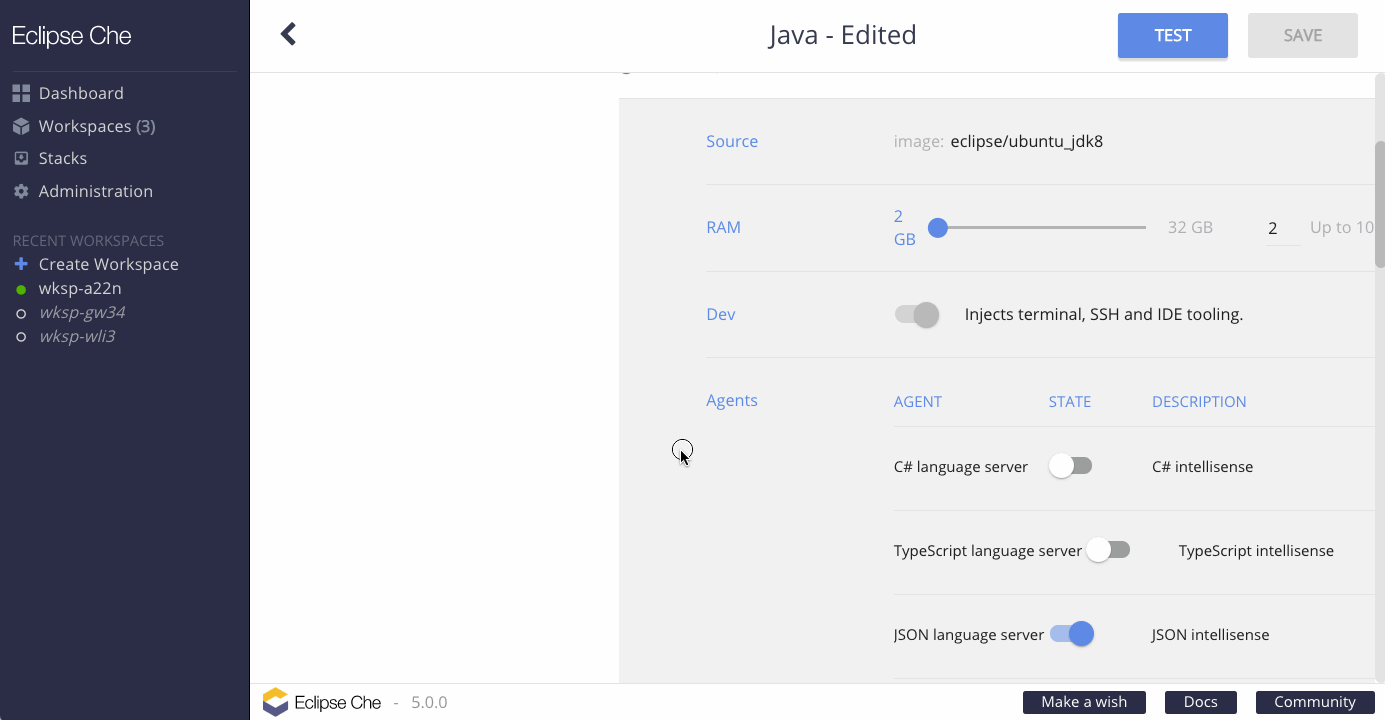 Eclipse Che
Dashboard
Workspaces (3)
Stacks
Administration
RECENT WORKSPACES
+ Create Workspace
wksp-a22n
wksp-gw34
wksp-wli3
Java - Edited
TEST
SAVE
Source
image: eclipse/ubuntu_jdk8
RAM
2
GB
32 GB
2
Up to 10
Dev
Injects terminal, SSH and IDE tooling.
Agents
AGENT STATE DESCRIPTION
C# language server C# intellisense
TypeScript language server TypeScript intellisense
JSON language server JSON intellisense
Eclipse Che - 5.0.0
Make a wish
Docs
Community